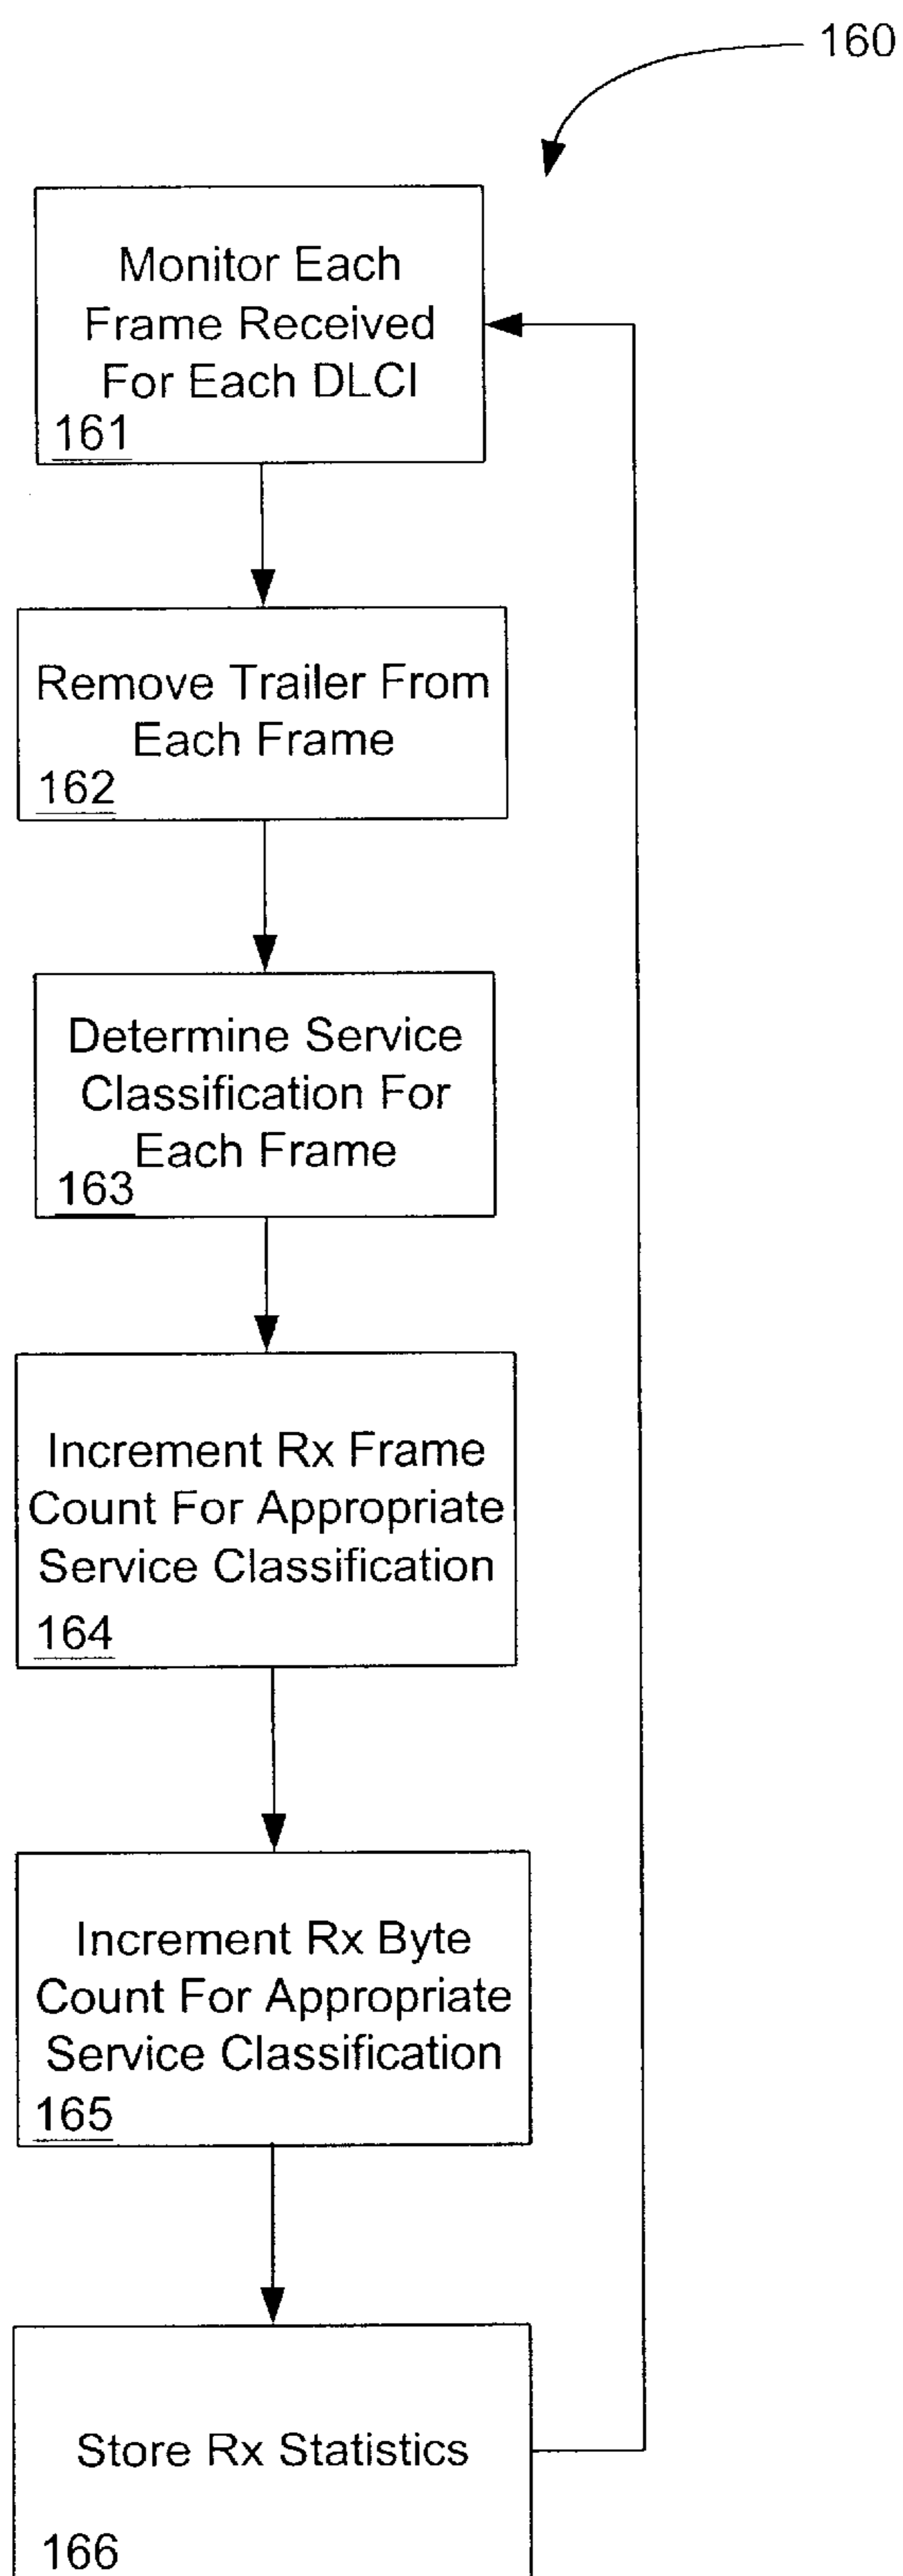 160
Monitor Each
Frame Received
For Each DLCI
161
Remove Trailer From
Each Frame
162
Determine Service
Classification For
Each Frame
163
Increment Rx Frame
Count For Appropriate
Service Classification
164
Increment Rx Byte
Count For Appropriate
Service Classification
165
Store Rx Statistics
166